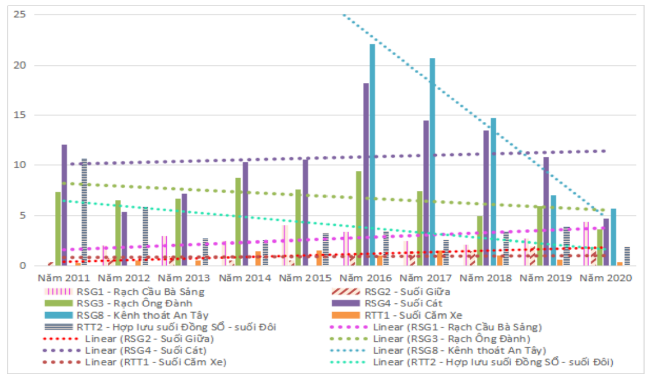 25
20
15
10
5
0
Năm 2011 Năm 2012 Năm 2013 Năm 2014 Năm 2015 Năm 2016 Năm 2017 Năm 2018 Năm 2019 Năm 2020
RSG1 - Rạch Cầu Bà Sảng RSG2 - Suối Giữa
RSG3 - Rạch Ông Đành RSG4 - Suối Cát
RSG8 - Kênh thoát An Tây RTT1 - Suối Căm Xe
RTT2 - Hợp lưu suối Đồng SỔ - suối Đôi Linear (RSG1 - Rạch Cầu Bà Sảng)
Linear (RSG2 - Suối Giữa) Linear (RSG3 - Rạch Ông Đành)
Linear (RSG4 - Suối Cát) Linear (RSG8 - Kênh thoát An Tây)
Linear (RTT1 - Suối Căm Xe) Linear (RTT2 - Hợp lưu suối Đồng SỔ - suối Đôi)